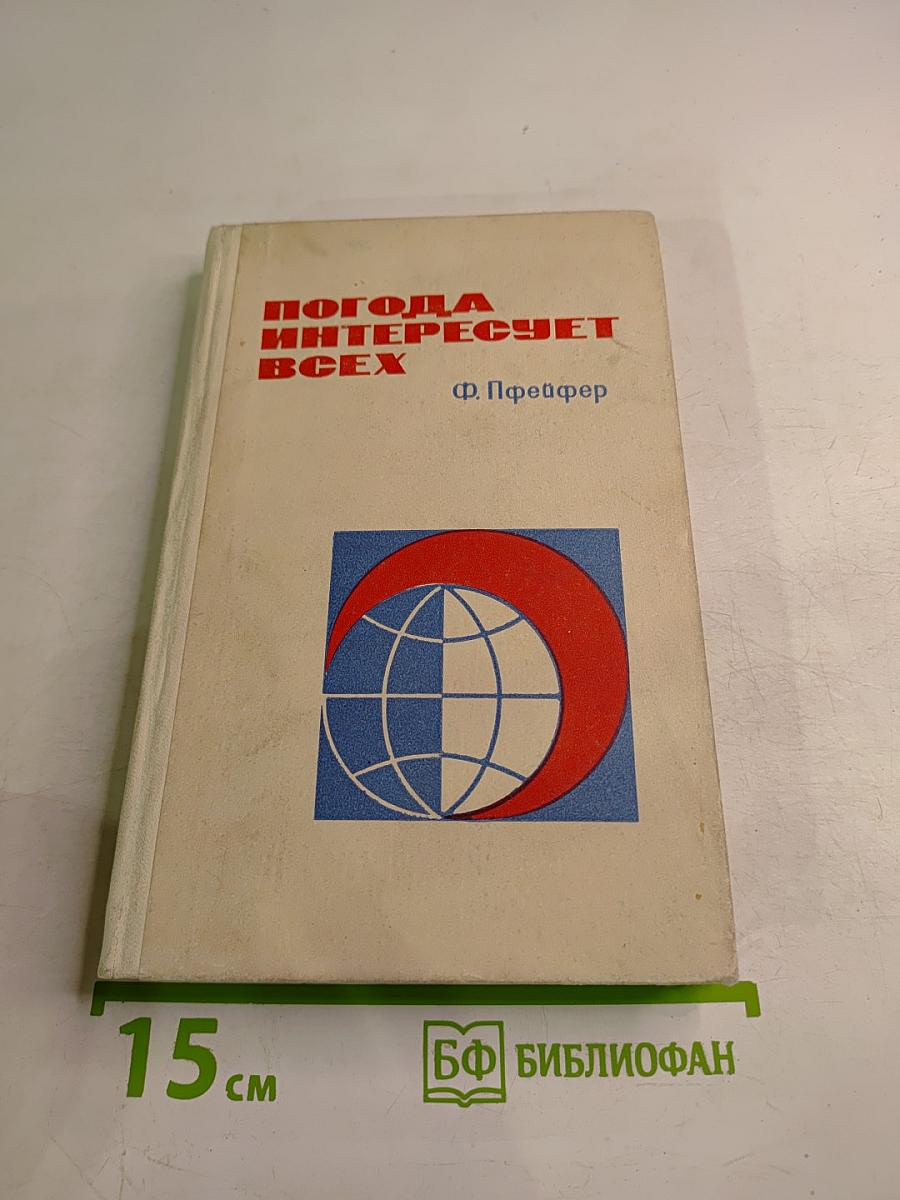 ПОГОДА
ИНТЕРЕСУЕТ
ВСЕХ
Ф. Пфейфер
15 см
БФ БИБЛИОФАН